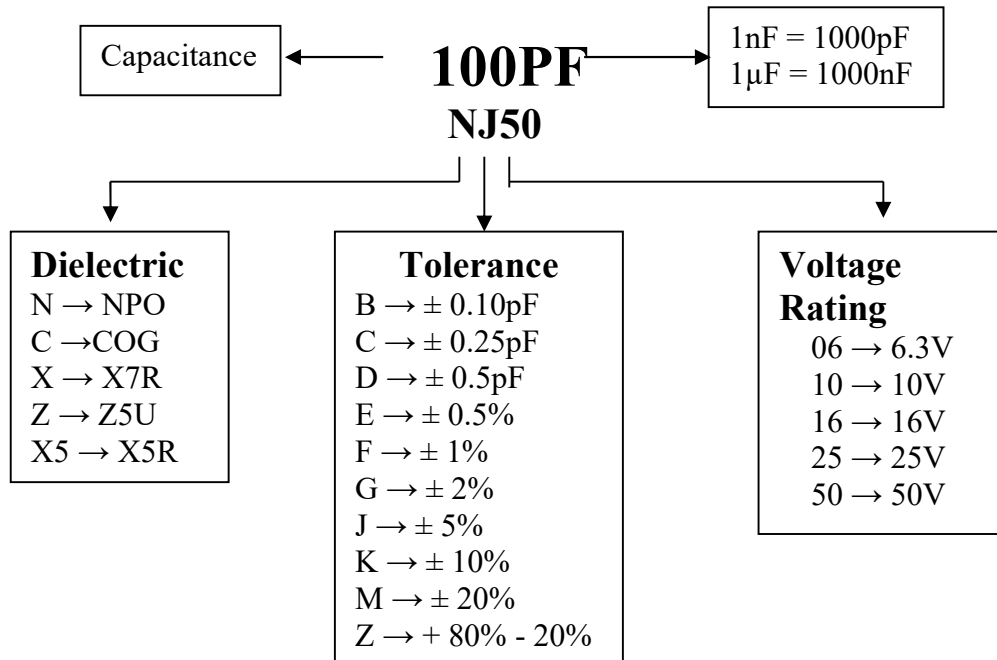 Capacitance
100PF
1nF = 1000pF
1µF = 1000nF
NJ50
Dielectric
N → NPO
C →COG
X → X7R
Z → Z5U
X5 → X5R
Tolerance
B → ± 0.10pF
C → ± 0.25pF
D → ± 0.5pF
E → ± 0.5%
F → ± 1%
G → ± 2%
J → ± 5%
K → ± 10%
M → ± 20%
Z → + 80% - 20%
Voltage
Rating
06 → 6.3V
10 → 10V
16 → 16V
25 → 25V
50 → 50V